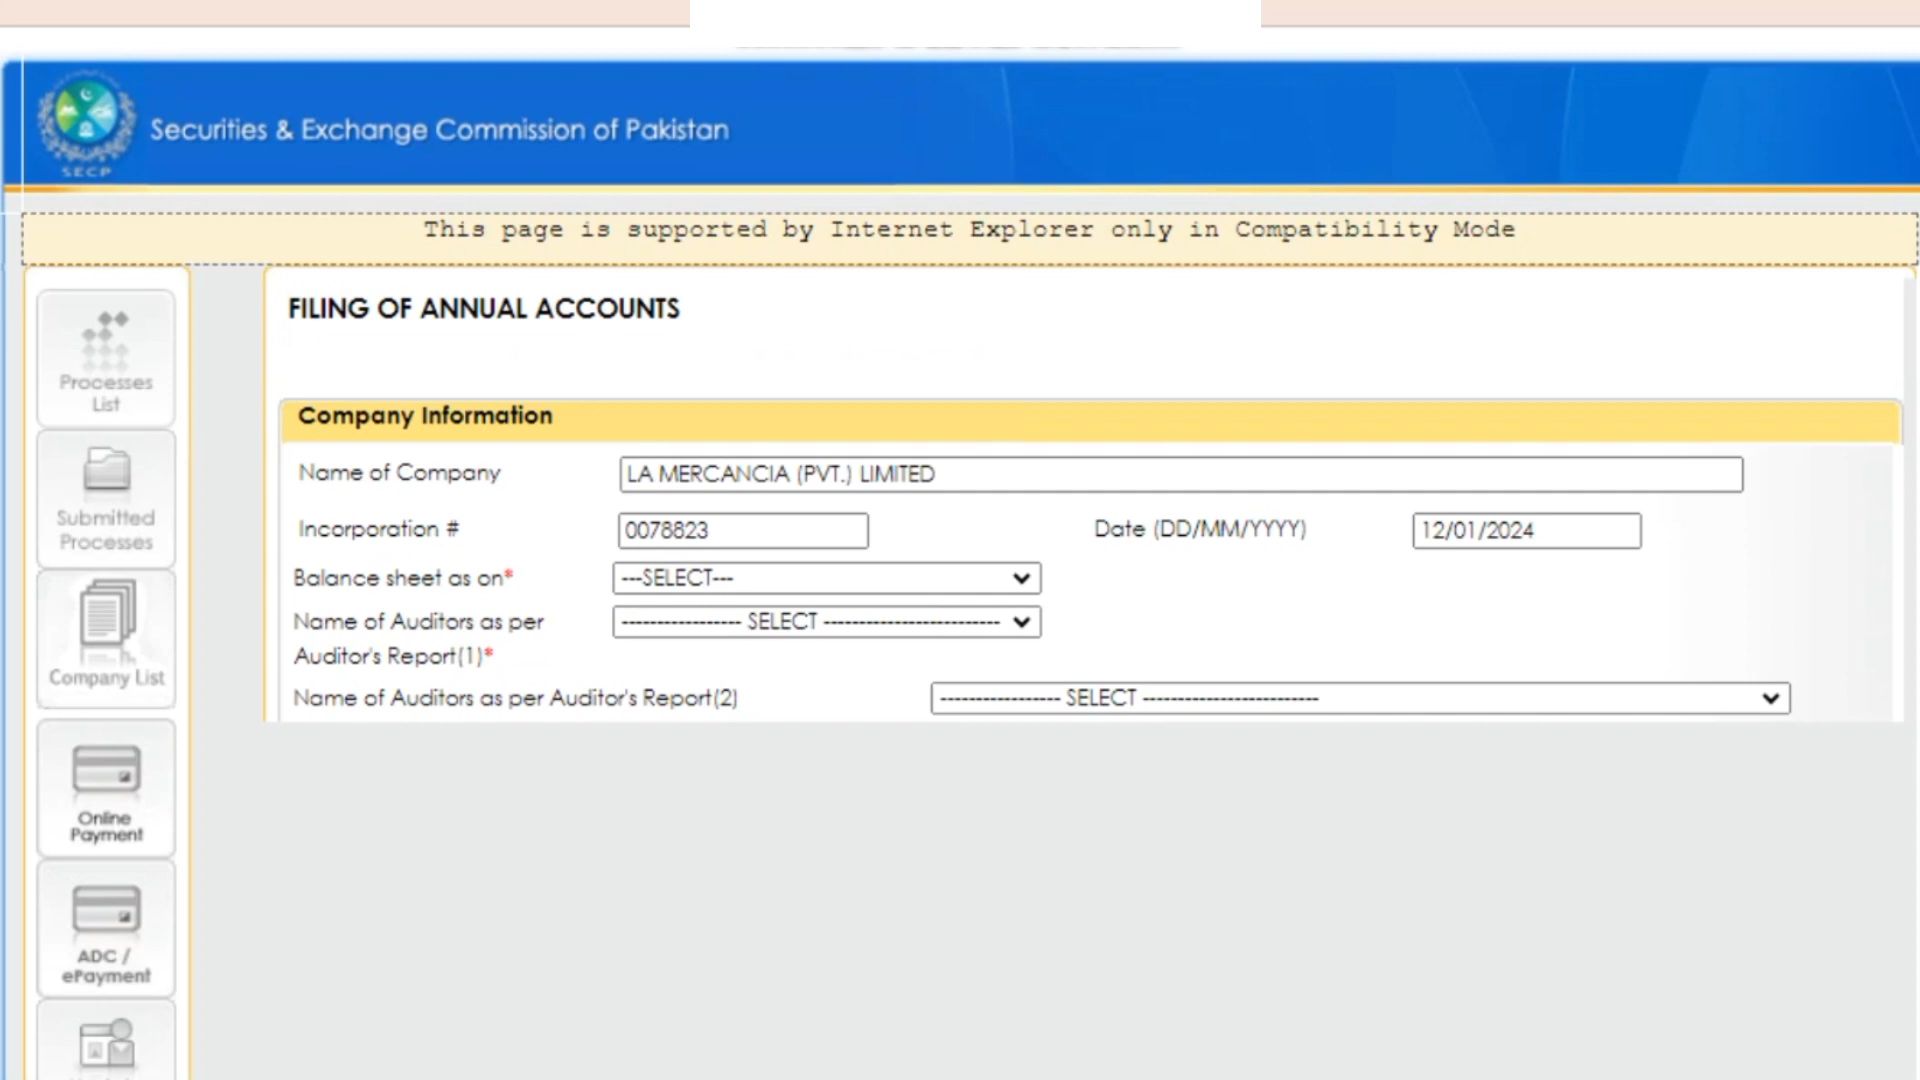 SECP
Securities & Exchange Commission of Pakistan
This page is supported by Internet Explorer only in Compatibility Mode
Processes
List
Submitted
Processes
Company List
Online
Payment
ADC /
ePayment
FILING OF ANNUAL ACCOUNTS
Company Information
Name of Company LA MERCANCIA (PVT.) LIMITED
Incorporation # 0078823 Date (DD/MM/YYYY) 12/01/2024
Balance sheet as on* ---SELECT---
Name of Auditors as per ----------------- SELECT -------------------------
Auditor's Report(1)*
Name of Auditors as per Auditor's Report(2) ----------------- SELECT -------------------------